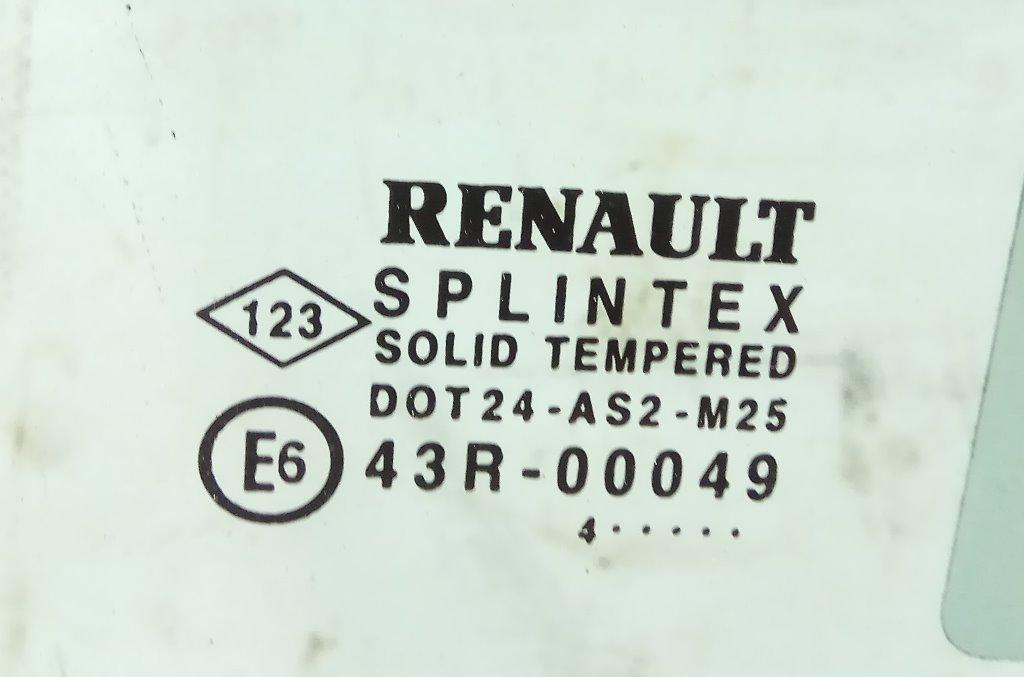 RENAULT
123
SPLINTEX
SOLID TEMPERED
DOT24-AS2-M25
E6
43R-00049
4·····